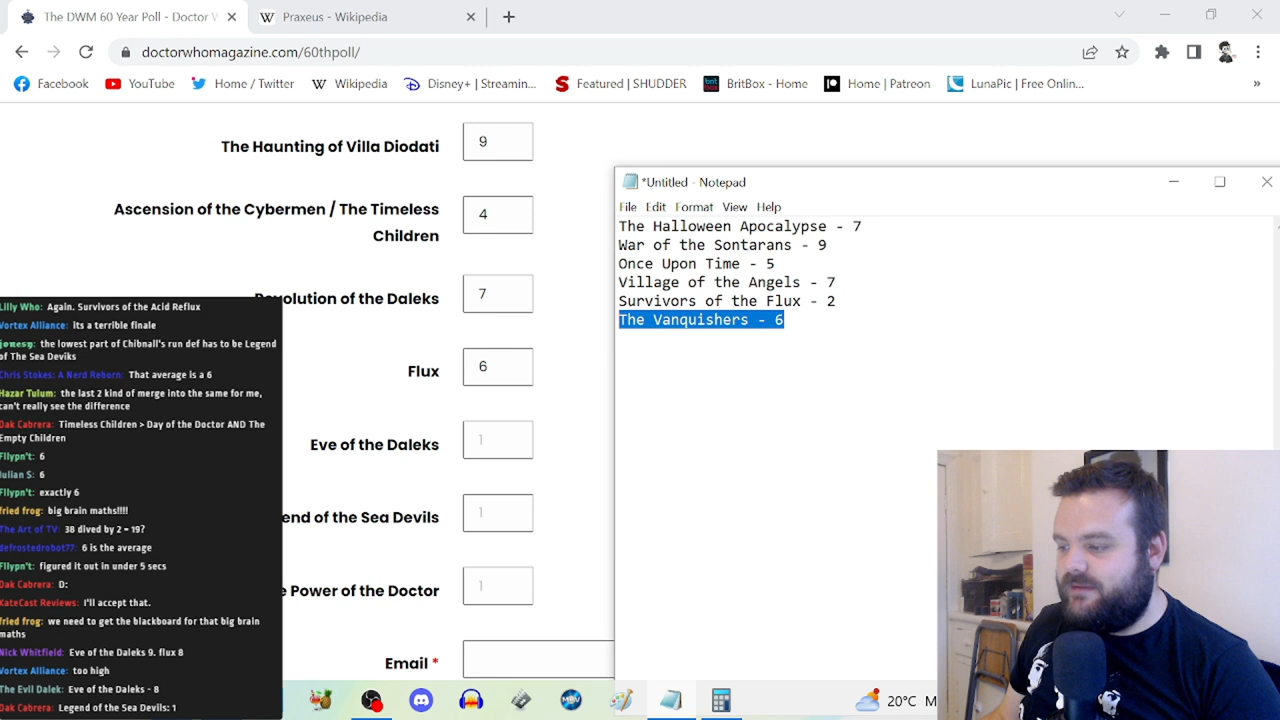 The DWM 60 Year Poll - Doctor W
Praxeus - Wikipedia
doctorwhomagazine.com/60thpoll/
Facebook
YouTube
Home / Twitter
Wikipedia
Disney+ | Streamin...
Featured | SHUDDER
BritBox - Home
Home | Patreon
LunaPic | Free Onlin...
»
The Haunting of Villa Diodati 9
Ascension of the Cybermen / The Timeless
Children 4
Revolution of the Daleks 7
Flux 6
Eve of the Daleks 1
end of the Sea Devils 1
e Power of the Doctor 1
Email *
*Untitled - Notepad
File Edit Format View Help
The Halloween Apocalypse - 7
War of the Sontarans - 9
Once Upon Time - 5
Village of the Angels - 7
Survivors of the Flux - 2
The Vanquishers - 6
Lilly Who: Again. Survivors of the Acid Reflux
Vortex Alliance: its a terrible finale
jonesy: the lowest part of Chibnall's run def has to be Legend
of The Sea Deviks
Chris Stokes: A Nerd Reborn: That average is a 6
Hazar Tulum: the last 2 kind of merge into the same for me,
can't really see the difference
Dak Cabrera: Timeless Children > Day of the Doctor AND The
Empty Children
Fllypn't: 6
Julian S: 6
Fllypn't: exactly 6
fried frog: big brain maths!!!!
The Art of TV: 38 dived by 2 = 19?
defrostedrobot77: 6 is the average
Fllypn't: figured it out in under 5 secs
Dak Cabrera: D:
KateCast Reviews: I'll accept that.
fried frog: we need to get the blackboard for that big brain
maths
Nick Whitfield: Eve of the Daleks 9. flux 8
Vortex Alliance: too high
The Evil Dalek: Eve of the Daleks - 8
Dak Cabrera: Legend of the Sea Devils: 1
20°C M